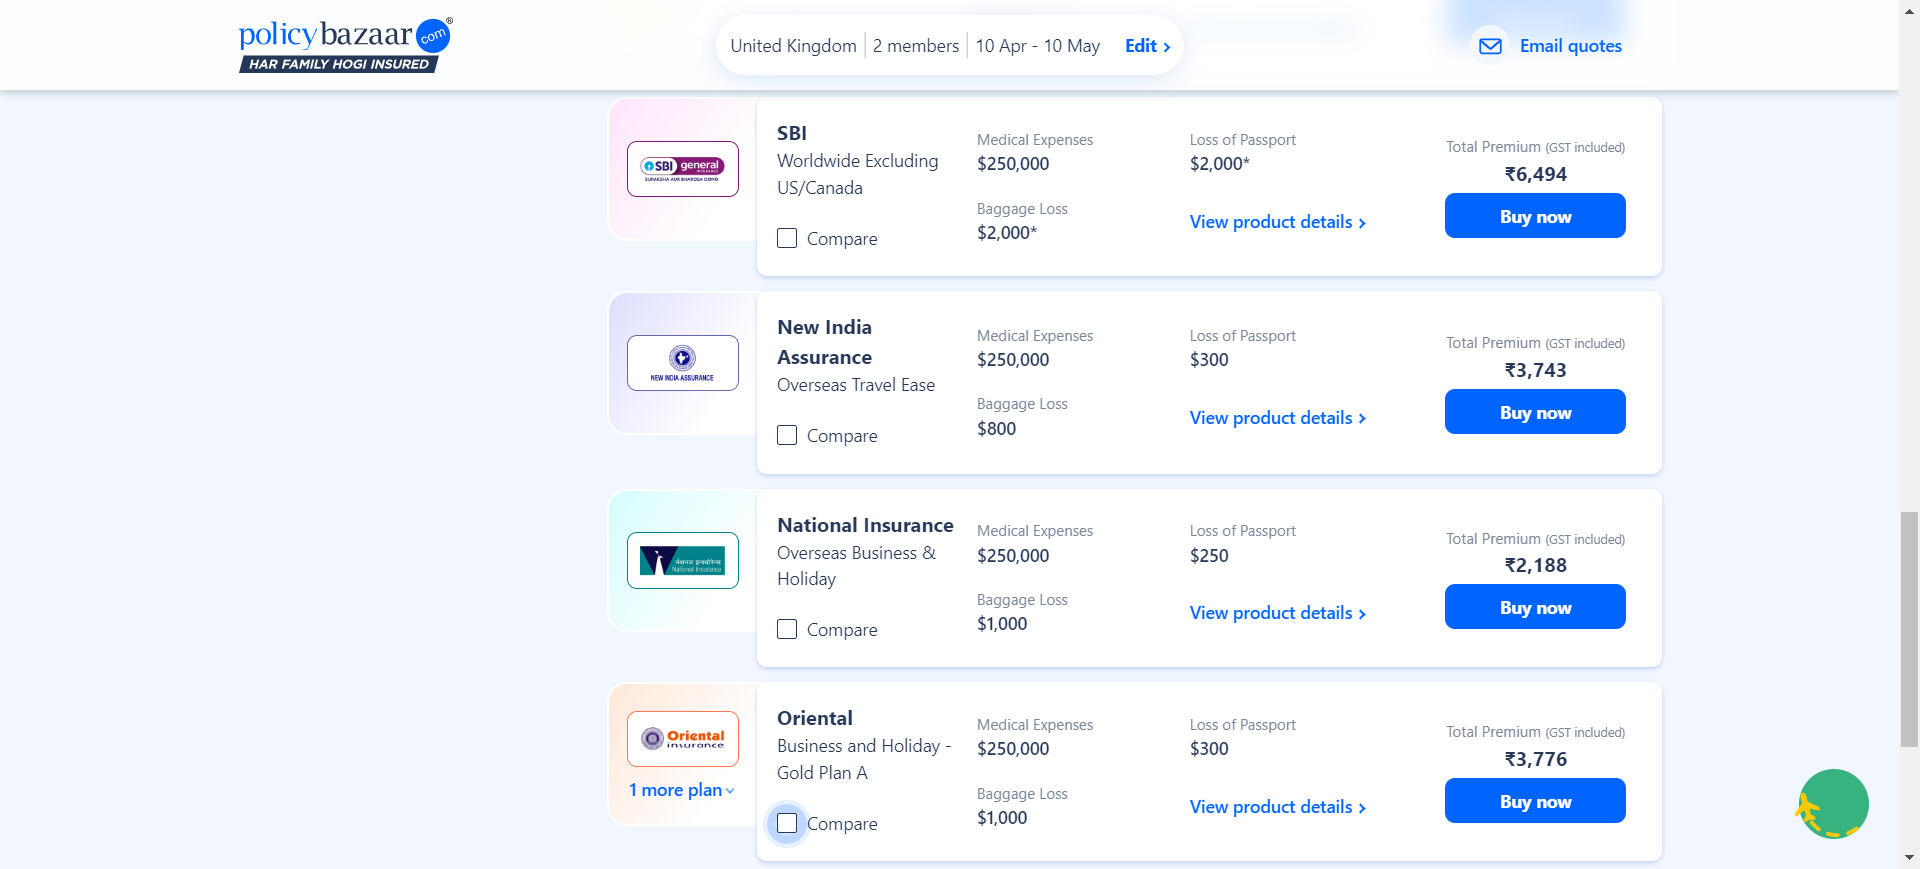 policybazaar com ®
HAR FAMILY HOGI INSURED
United Kingdom 2 members 10 Apr - 10 May Edit
Email quotes
SBI general
INSURANCE
SURAKSHA AUR BHAROSA DONO
SBI
Worldwide Excluding
US/Canada
Compare
Medical Expenses
$250,000
Baggage Loss
$2,000*
Loss of Passport
$2,000*
View product details
Total Premium (GST included)
₹6,494
Buy now
NEW INDIA ASSURANCE
New India
Assurance
Overseas Travel Ease
Compare
Medical Expenses
$250,000
Baggage Loss
$800
Loss of Passport
$300
View product details
Total Premium (GST included)
₹3,743
Buy now
नेशनल इन्श्योरेन्स
National Insurance
National Insurance
Overseas Business &
Holiday
Compare
Medical Expenses
$250,000
Baggage Loss
$1,000
Loss of Passport
$250
View product details
Total Premium (GST included)
₹2,188
Buy now
Oriental
insurance
1 more plan
Oriental
Business and Holiday -
Gold Plan A
Compare
Medical Expenses
$250,000
Baggage Loss
$1,000
Loss of Passport
$300
View product details
Total Premium (GST included)
₹3,776
Buy now